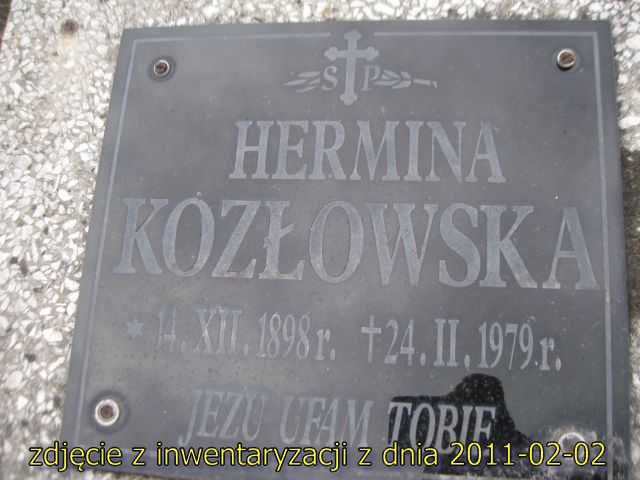 S P
HERMINA
KOZŁOWSKA
* 14. XII. 1898 r. † 24. II. 1979 r.
JEZU UFAM TOBIE
zdjęcie z inwentaryzacji z dnia 2011-02-02